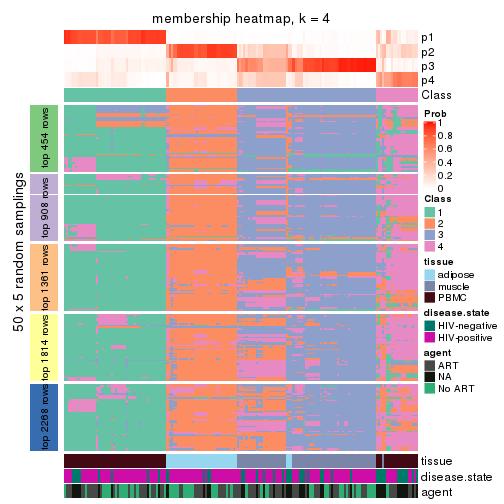 membership heatmap, k = 4
p1
p2
p3
p4
Class
50 x 5 random samplings
top 454 rows
top 908 rows
top 1361 rows
top 1814 rows
top 2268 rows
Prob
1
0.8
0.6
0.4
0.2
0
Class
1
2
3
4
tissue
adipose
muscle
PBMC
disease.state
HIV-negative
HIV-positive
agent
ART
NA
No ART
tissue
disease.state
agent